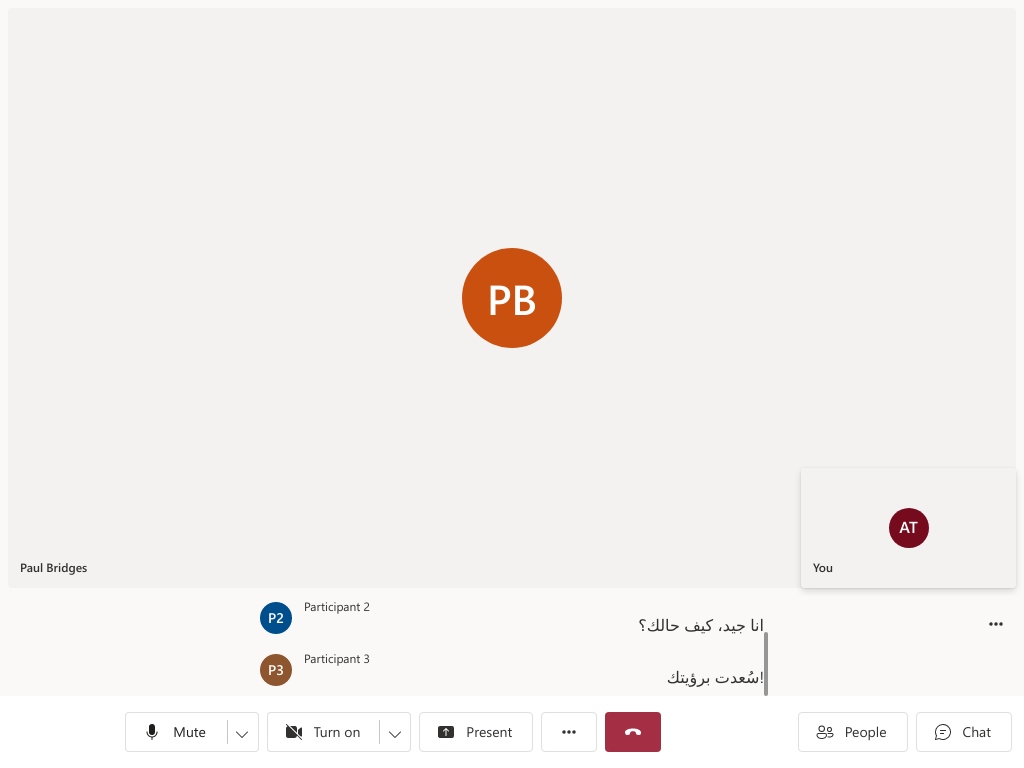 PB
AT
Paul Bridges
You
P2
Participant 2
انا جيد، كيف حالك؟
P3
Participant 3
!سُعدت برؤيتك
Mute
Turn on
Present
People
Chat